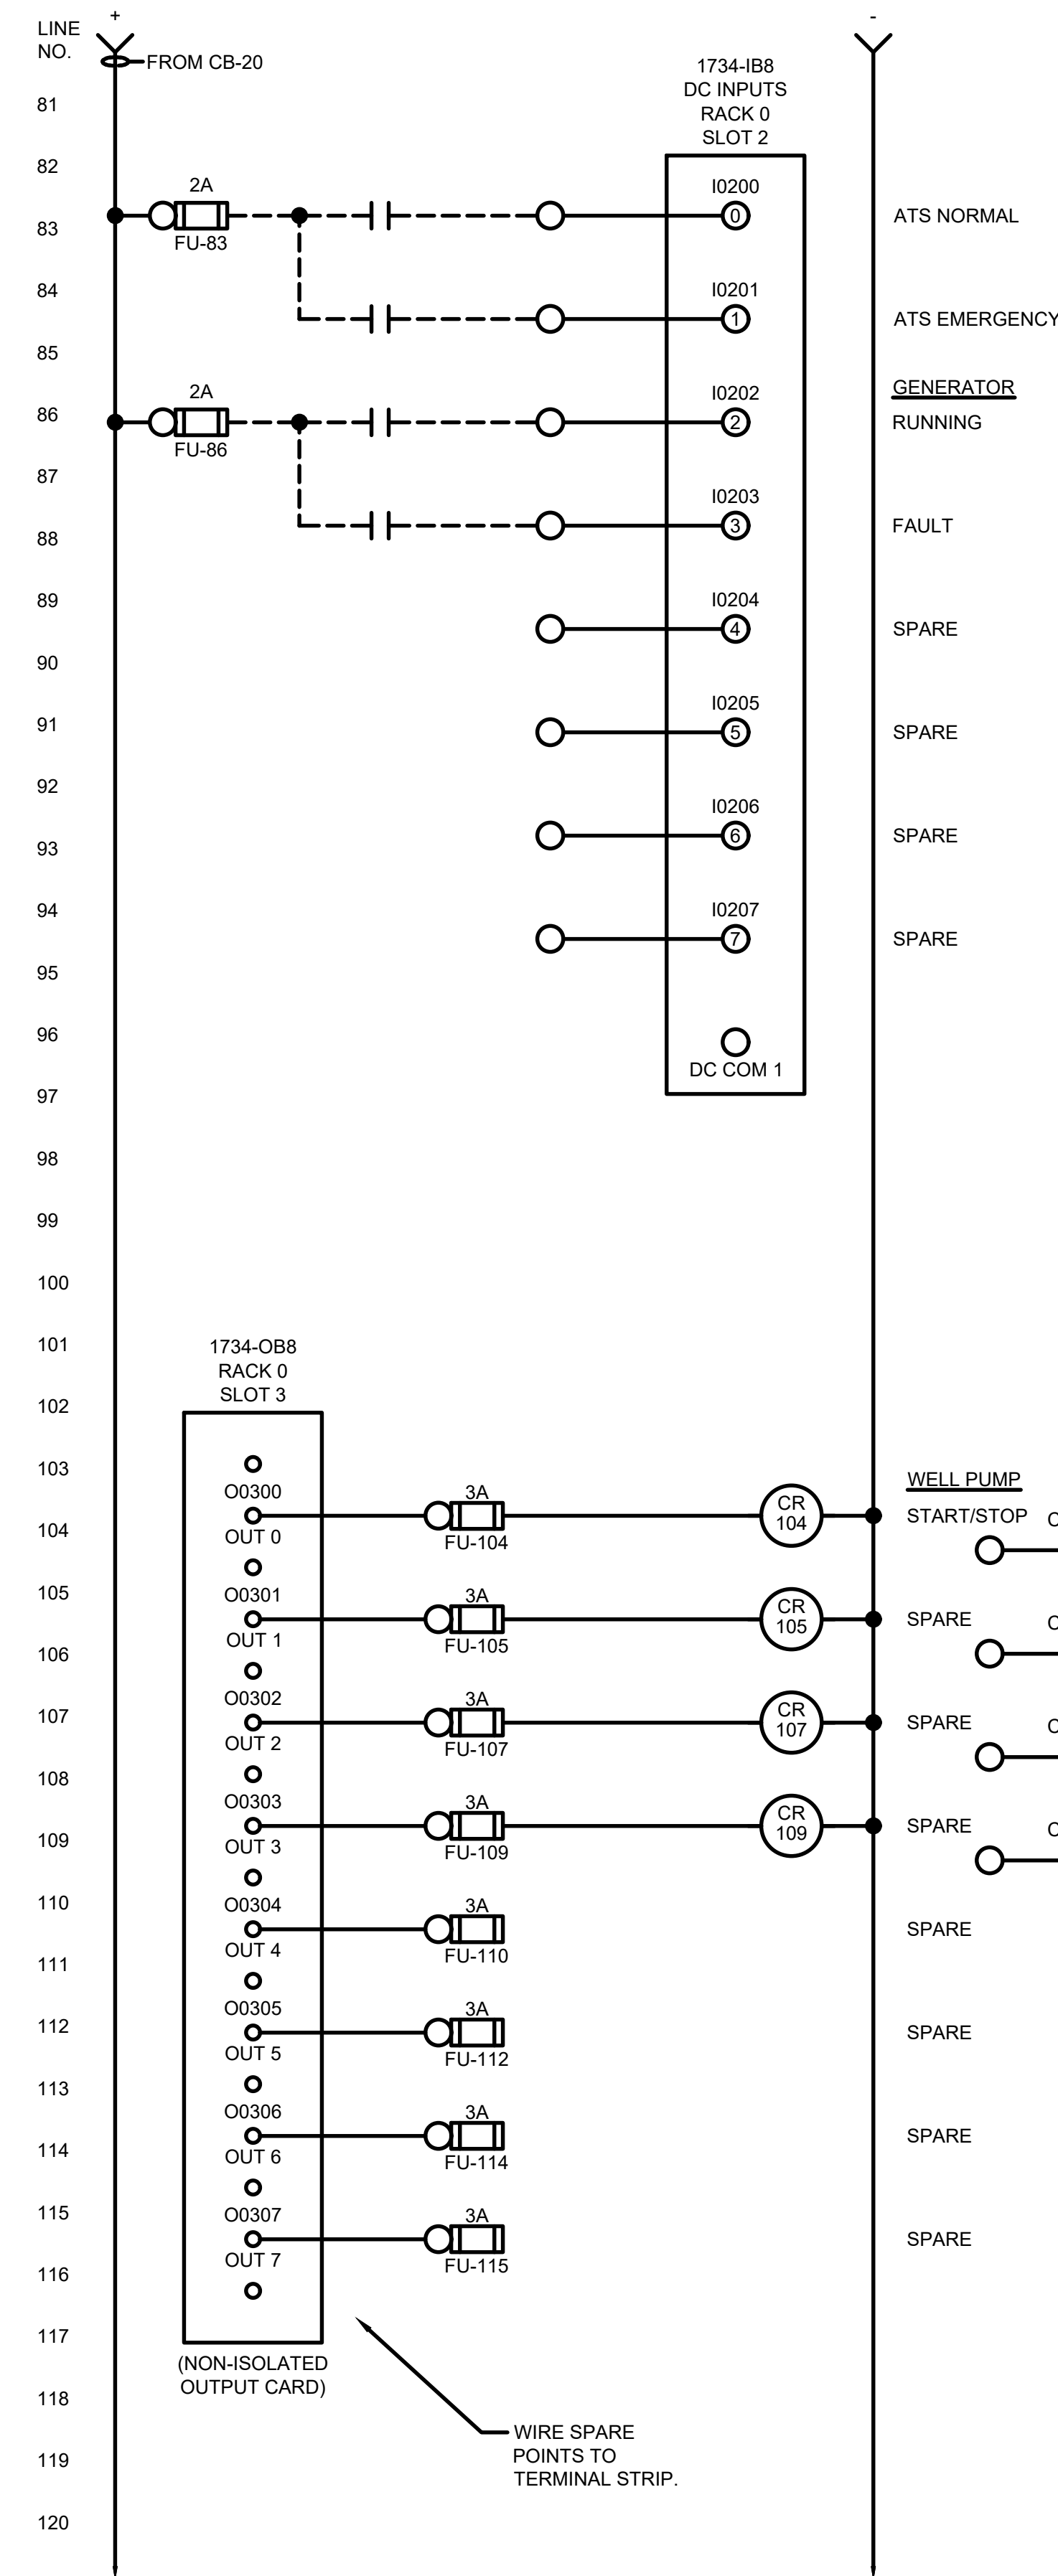 LINE
NO.
+
-
FROM CB-20
81
1734-IB8
DC INPUTS
RACK 0
SLOT 2
82
2A
I0200
0
ATS NORMAL
83
FU-83
84
I0201
1
ATS EMERGENCY
85
GENERATOR
2A
I0202
86
2
RUNNING
FU-86
87
I0203
3
FAULT
88
89
I0204
4
SPARE
90
I0205
91
5
SPARE
92
I0206
6
SPARE
93
94
I0207
7
SPARE
95
96
DC COM 1
97
98
99
100
101
1734-OB8
RACK 0
SLOT 3
102
103
WELL PUMP
O0300
3A
CR
104
START/STOP
C
104
OUT 0
FU-104
105
O0301
3A
CR
105
SPARE
C
OUT 1
FU-105
106
O0302
3A
107
CR
107
SPARE
C
OUT 2
FU-107
108
O0303
3A
CR
109
SPARE
C
109
OUT 3
FU-109
110
O0304
3A
SPARE
OUT 4
FU-110
111
O0305
3A
112
SPARE
OUT 5
FU-112
113
O0306
3A
SPARE
114
OUT 6
FU-114
115
O0307
3A
SPARE
OUT 7
FU-115
116
117
(NON-ISOLATED
OUTPUT CARD)
118
WIRE SPARE
POINTS TO
TERMINAL STRIP.
119
120